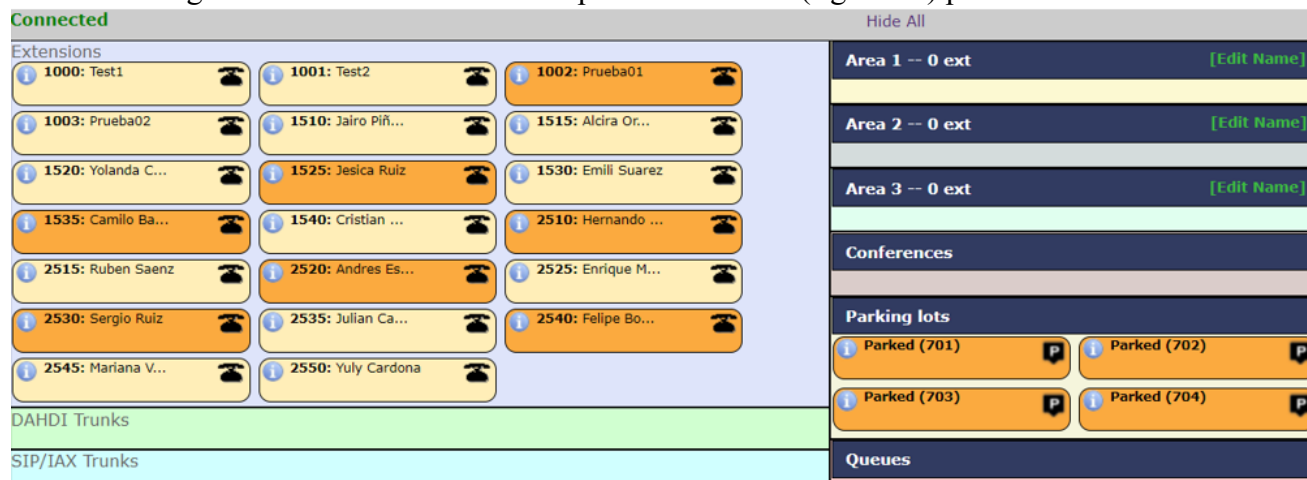 Connected
Hide All
Extensions
1000: Test1
1001: Test2
1002: Prueba01
1003: Prueba02
1510: Jairo Piñ...
1515: Alcira Or...
1520: Yolanda C...
1525: Jesica Ruiz
1530: Emili Suarez
1535: Camilo Ba...
1540: Cristian ...
2510: Hernando ...
2515: Ruben Saenz
2520: Andres Es...
2525: Enrique M...
2530: Sergio Ruiz
2535: Julian Ca...
2540: Felipe Bo...
2545: Mariana V...
2550: Yuly Cardona
DAHDI Trunks
SIP/IAX Trunks
Area 1 -- 0 ext [Edit Name]
Area 2 -- 0 ext [Edit Name]
Area 3 -- 0 ext [Edit Name]
Conferences
Parking lots
Parked (701) P
Parked (702) P
Parked (703) P
Parked (704) P
Queues